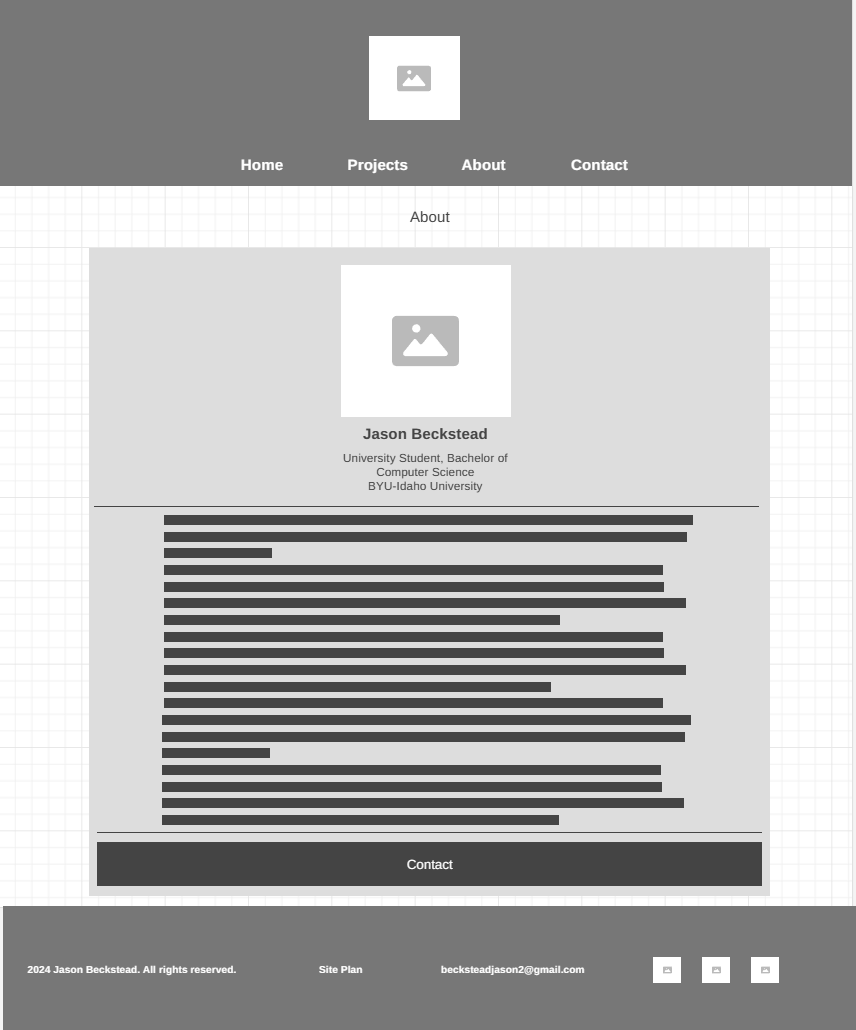 Home Projects About Contact
About
Jason Beckstead
University Student, Bachelor of
Computer Science
BYU-Idaho University
Contact
2024 Jason Beckstead. All rights reserved. Site Plan becksteadjason2@gmail.com